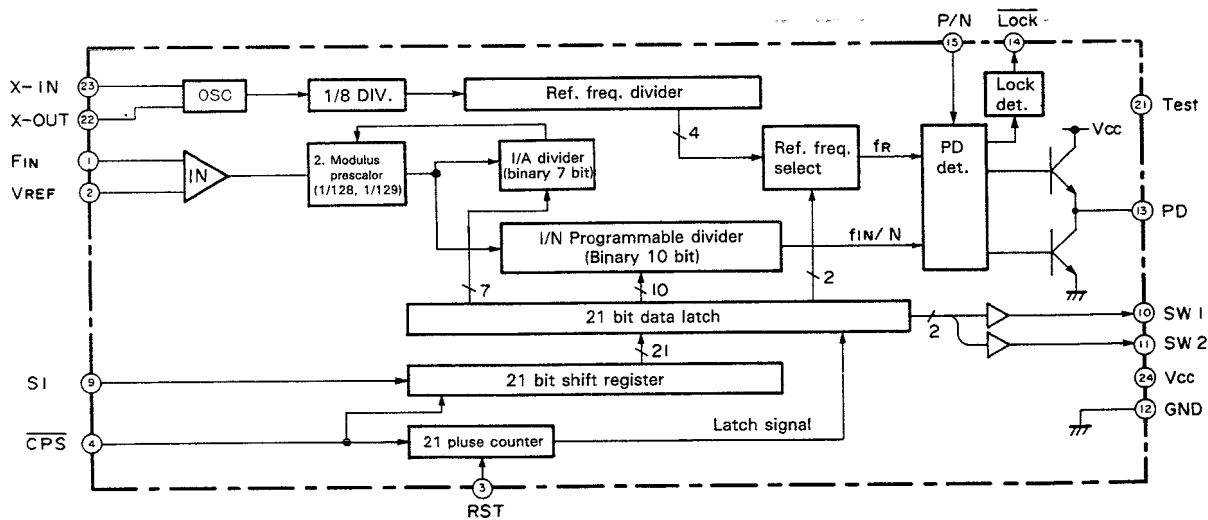 P/N
Lock
15
14
X-IN
23
OSC
1/8 DIV.
Ref. freq. divider
Lock
det.
21
Test
X-OUT
22
4
Vcc
FIN
1
IN
2. Modulus
prescalor
(1/128, 1/129)
I/A divider
(binary 7 bit)
Ref. freq.
select
fR
PD
det.
VREF
2
13
PD
I/N Programmable divider
(Binary 10 bit)
fIN/N
7
10
2
21 bit data latch
2
10
SW1
11
SW2
21
24
Vcc
SI
9
21 bit shift register
12
GND
Latch signal
CPS
4
21 pluse counter
3
RST